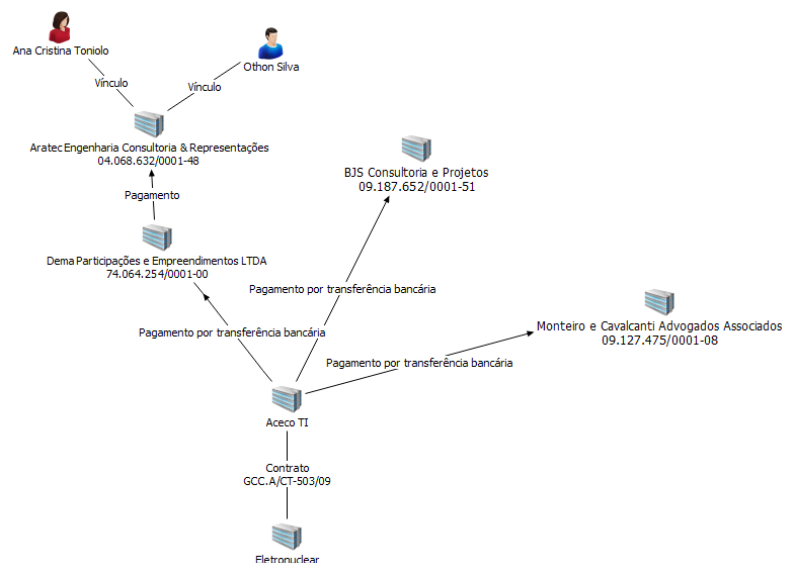 Ana Cristina Toniolo
Othon Silva
Vínculo
Vínculo
Aratec Engenharia Consultoria & Representações
04.068.632/0001-48
BJS Consultoria e Projetos
09.187.652/0001-51
Pagamento
Dema Participações e Empreendimentos LTDA
74.064.254/0001-00
Pagamento por transferência bancária
Monteiro e Cavalcanti Advogados Associados
09.127.475/0001-08
Pagamento por transferência bancária
Pagamento por transferência bancária
Aceco TI
Contrato
GCC.A/CT-503/09
Eletronuclear